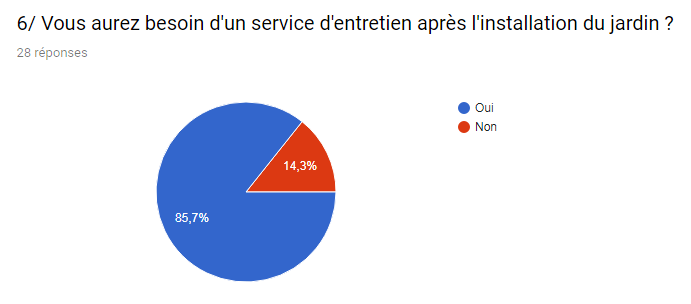 6/ Vous aurez besoin d'un service d'entretien après l'installation du jardin ?
28 réponses
Oui
Non
14,3%
85,7%